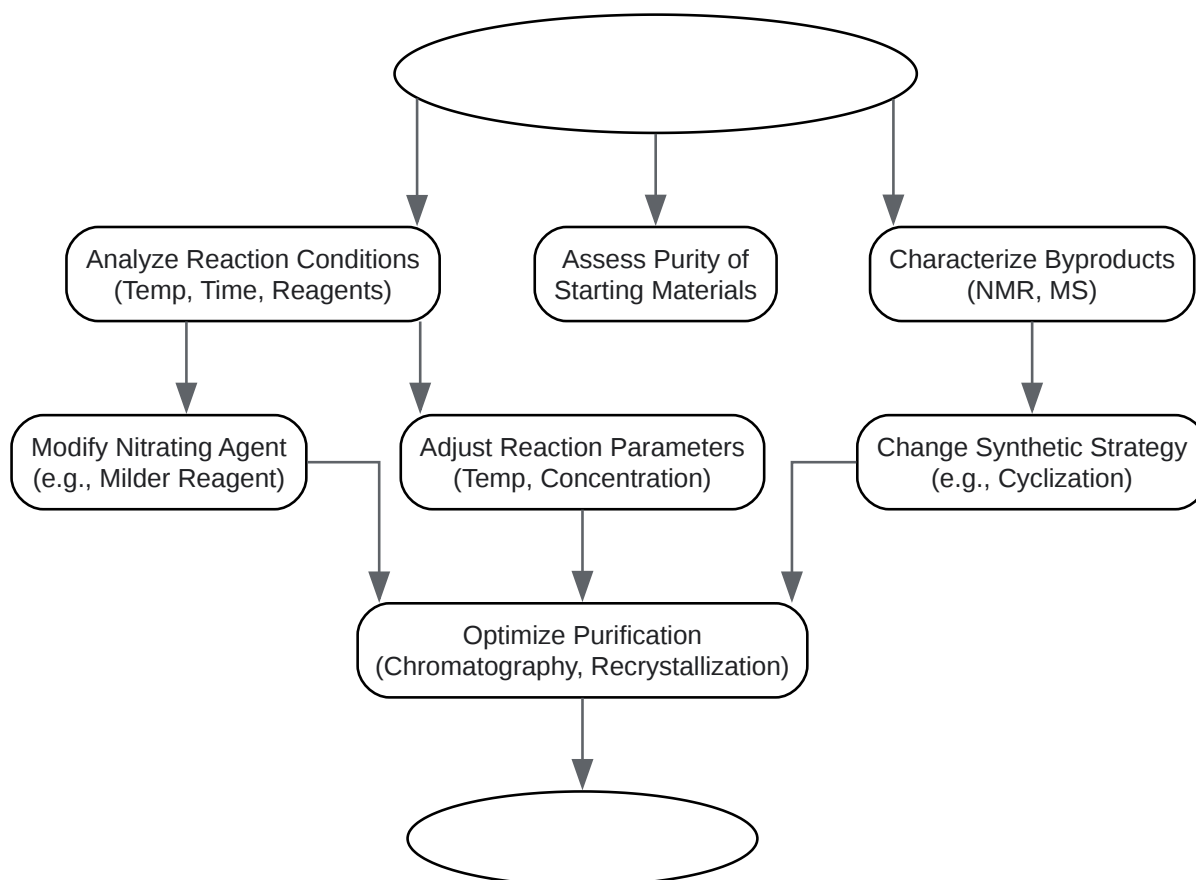 Analyze Reaction Conditions
(Temp, Time, Reagents)
Assess Purity of
Starting Materials
Characterize Byproducts
(NMR, MS)
Modify Nitrating Agent
(e.g., Milder Reagent)
Adjust Reaction Parameters
(Temp, Concentration)
Change Synthetic Strategy
(e.g., Cyclization)
Optimize Purification
(Chromatography, Recrystallization)